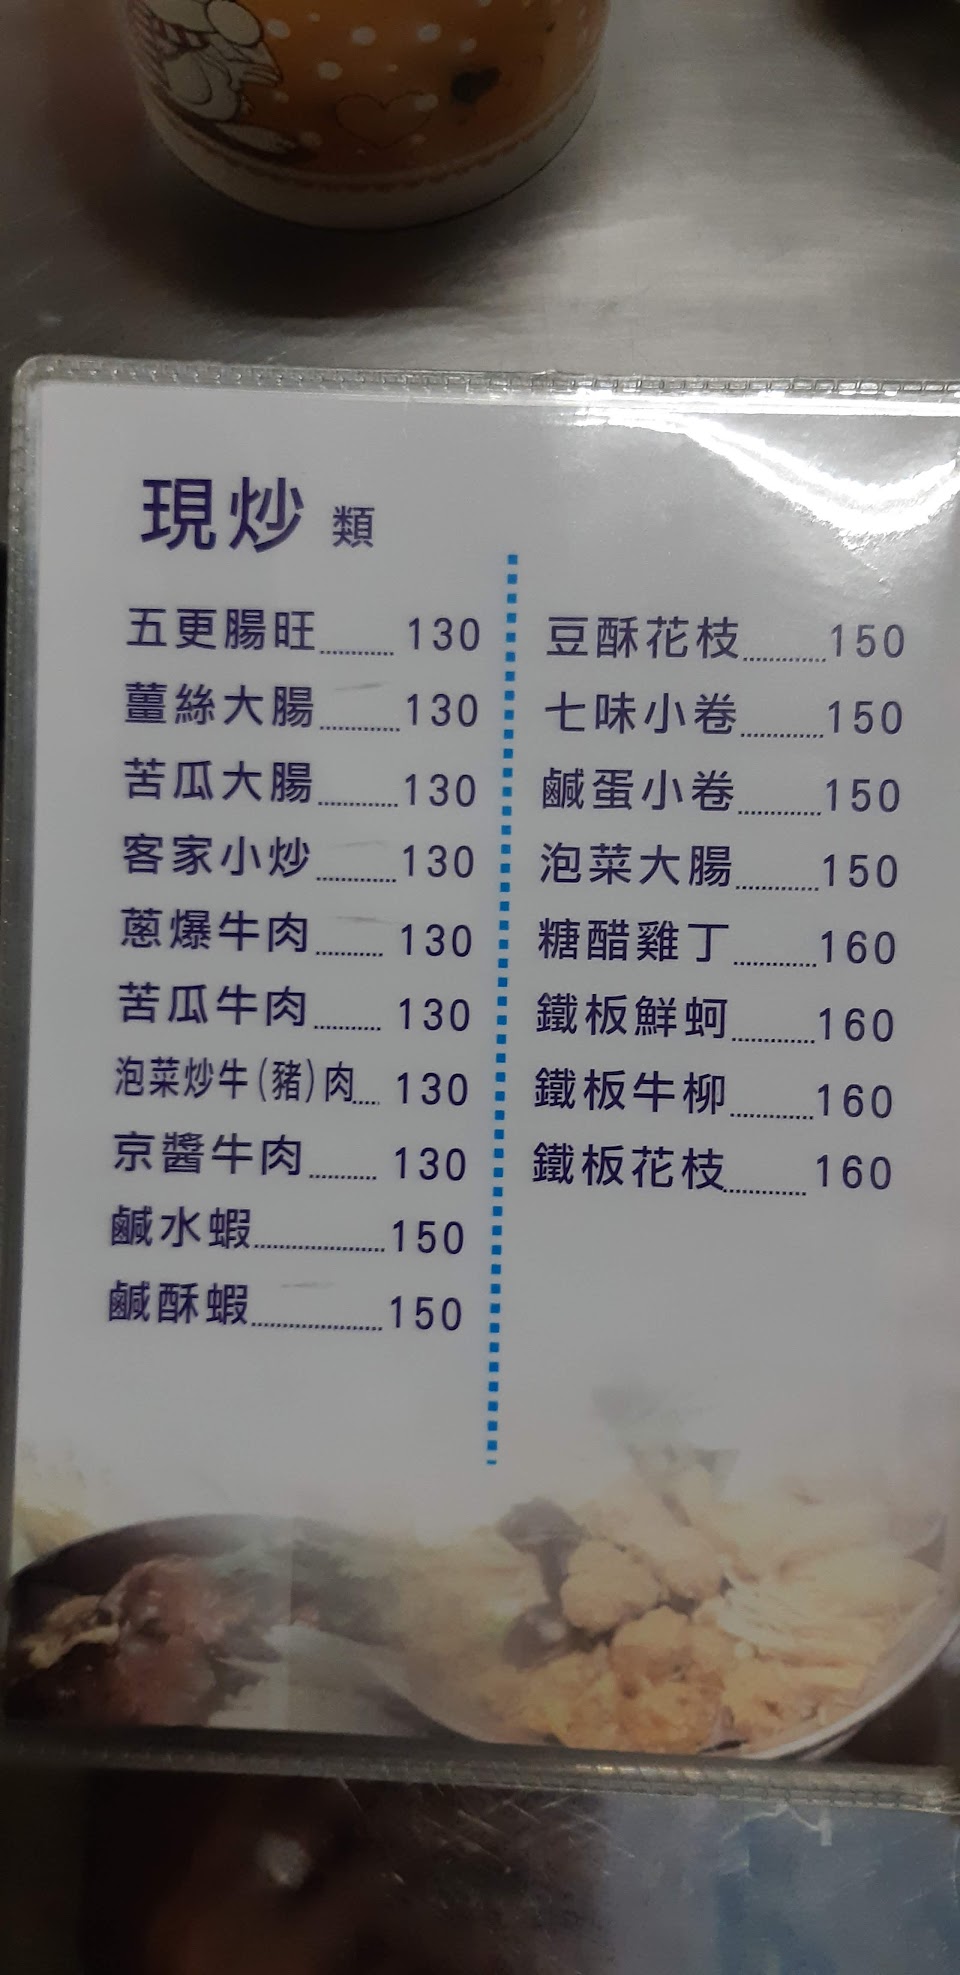 現炒 類
五更腸旺........130
薑絲大腸........130
苦瓜大腸........130
客家小炒........130
蔥爆牛肉........130
苦瓜牛肉........130
泡菜炒牛(豬)肉...130
京醬牛肉........130
鹹水蝦........150
鹹酥蝦........150
豆酥花枝........150
七味小卷........150
鹹蛋小卷........150
泡菜大腸........150
糖醋雞丁........160
鐵板鮮蚵........160
鐵板牛柳........160
鐵板花枝........160